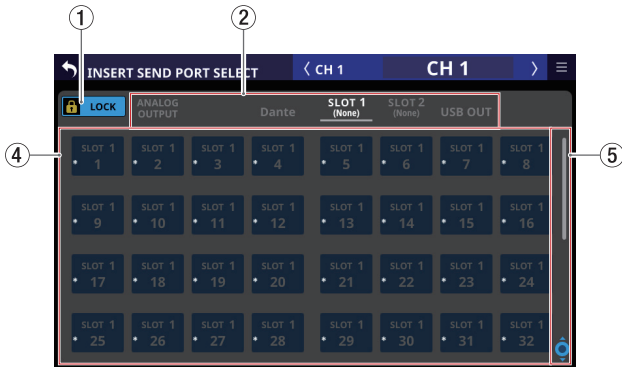 ① ②
INSERT SEND PORT SELECT CH 1 CH 1
LOCK
ANALOG
OUTPUT
Dante
SLOT 1
(None)
SLOT 2
(None)
USB OUT
④ ⑤
SLOT 1 SLOT 1 SLOT 1 SLOT 1 SLOT 1 SLOT 1 SLOT 1 SLOT 1
* 1 * 2 * 3 * 4 * 5 * 6 * 7 * 8
SLOT 1 SLOT 1 SLOT 1 SLOT 1 SLOT 1 SLOT 1 SLOT 1 SLOT 1
* 9 * 10 * 11 * 12 * 13 * 14 * 15 * 16
SLOT 1 SLOT 1 SLOT 1 SLOT 1 SLOT 1 SLOT 1 SLOT 1 SLOT 1
* 17 * 18 * 19 * 20 * 21 * 22 * 23 * 24
SLOT 1 SLOT 1 SLOT 1 SLOT 1 SLOT 1 SLOT 1 SLOT 1 SLOT 1
* 25 * 26 * 27 * 28 * 29 * 30 * 31 * 32